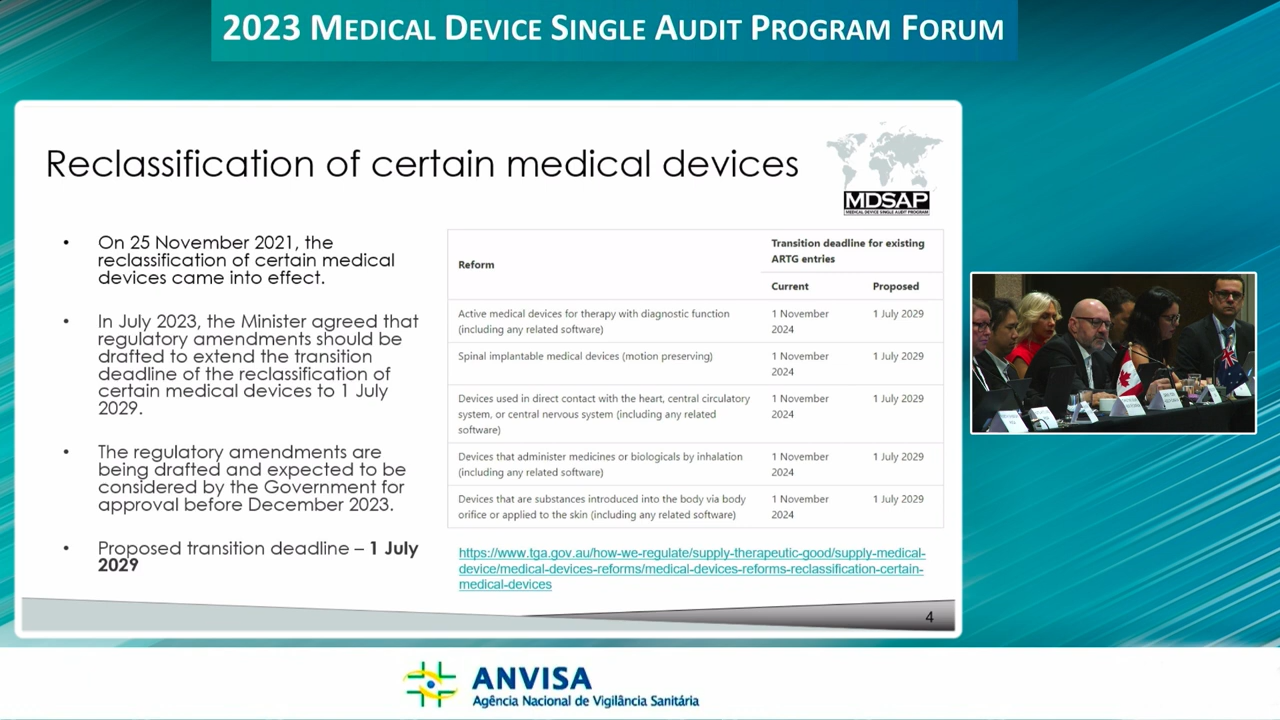 2023 MEDICAL DEVICE SINGLE AUDIT PROGRAM FORUM
Reclassification of certain medical devices
MDSAP
MEDICAL DEVICE SINGLE AUDIT PROGRAM
• On 25 November 2021, the
reclassification of certain medical
devices came into effect.
• In July 2023, the Minister agreed that
regulatory amendments should be
drafted to extend the transition
deadline of the reclassification of
certain medical devices to 1 July
2029.
• The regulatory amendments are
being drafted and expected to be
considered by the Government for
approval before December 2023.
• Proposed transition deadline – 1 July
2029
Reform
Transition deadline for existing
ARTG entries
Current Proposed
Active medical devices for therapy with diagnostic function
(including any related software)
1 November
2024
1 July 2029
Spinal implantable medical devices (motion preserving)
1 November
2024
1 July 2029
Devices used in direct contact with the heart, central circulatory
system, or central nervous system (including any related
software)
1 November
2024
1 July 2029
Devices that administer medicines or biologicals by inhalation
(including any related software)
1 November
2024
1 July 2029
Devices that are substances introduced into the body via body
orifice or applied to the skin (including any related software)
1 November
2024
1 July 2029
https://www.tga.gov.au/how-we-regulate/supply-therapeutic-good/supply-medical-
device/medical-devices-reforms/medical-devices-reforms-reclassification-certain-
medical-devices
4
ANVISA
Agência Nacional de Vigilância Sanitária